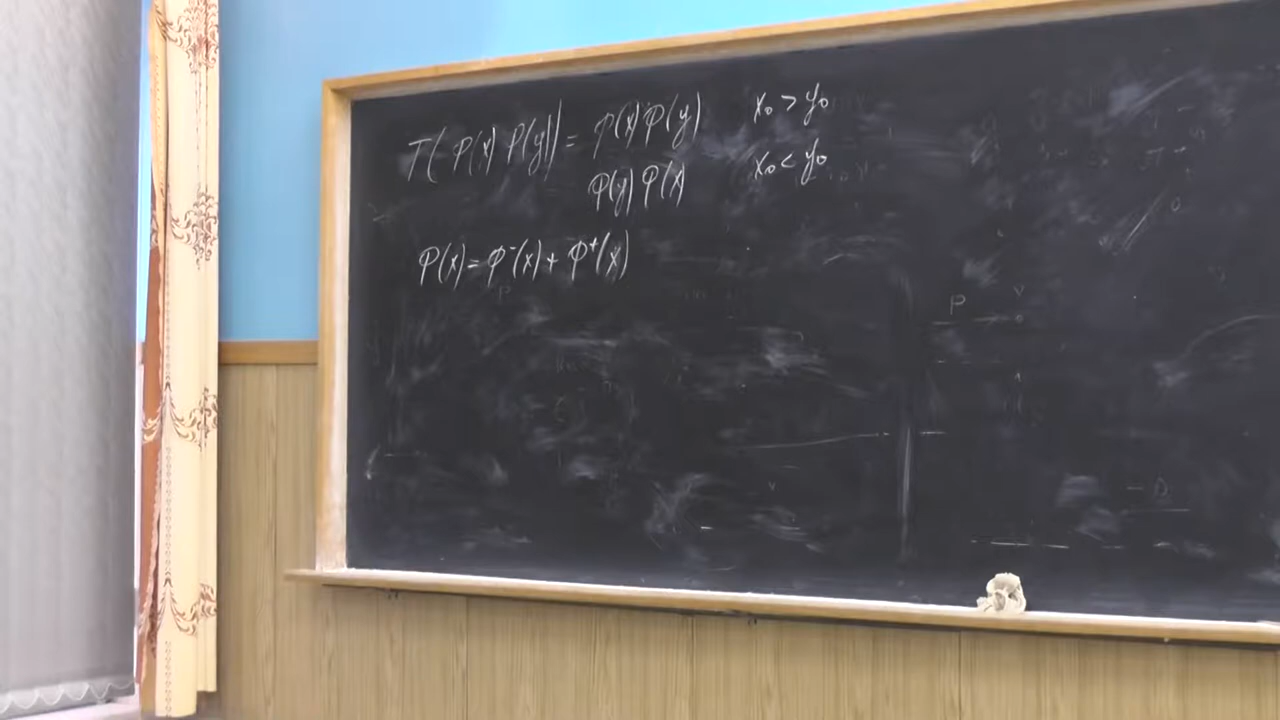 T(φ(x) φ(y)) = φ(x) φ(y) x₀ > y₀
φ(y) φ(x) x₀ < y₀
φ(x) = φ⁻(x) + φ⁺(x)